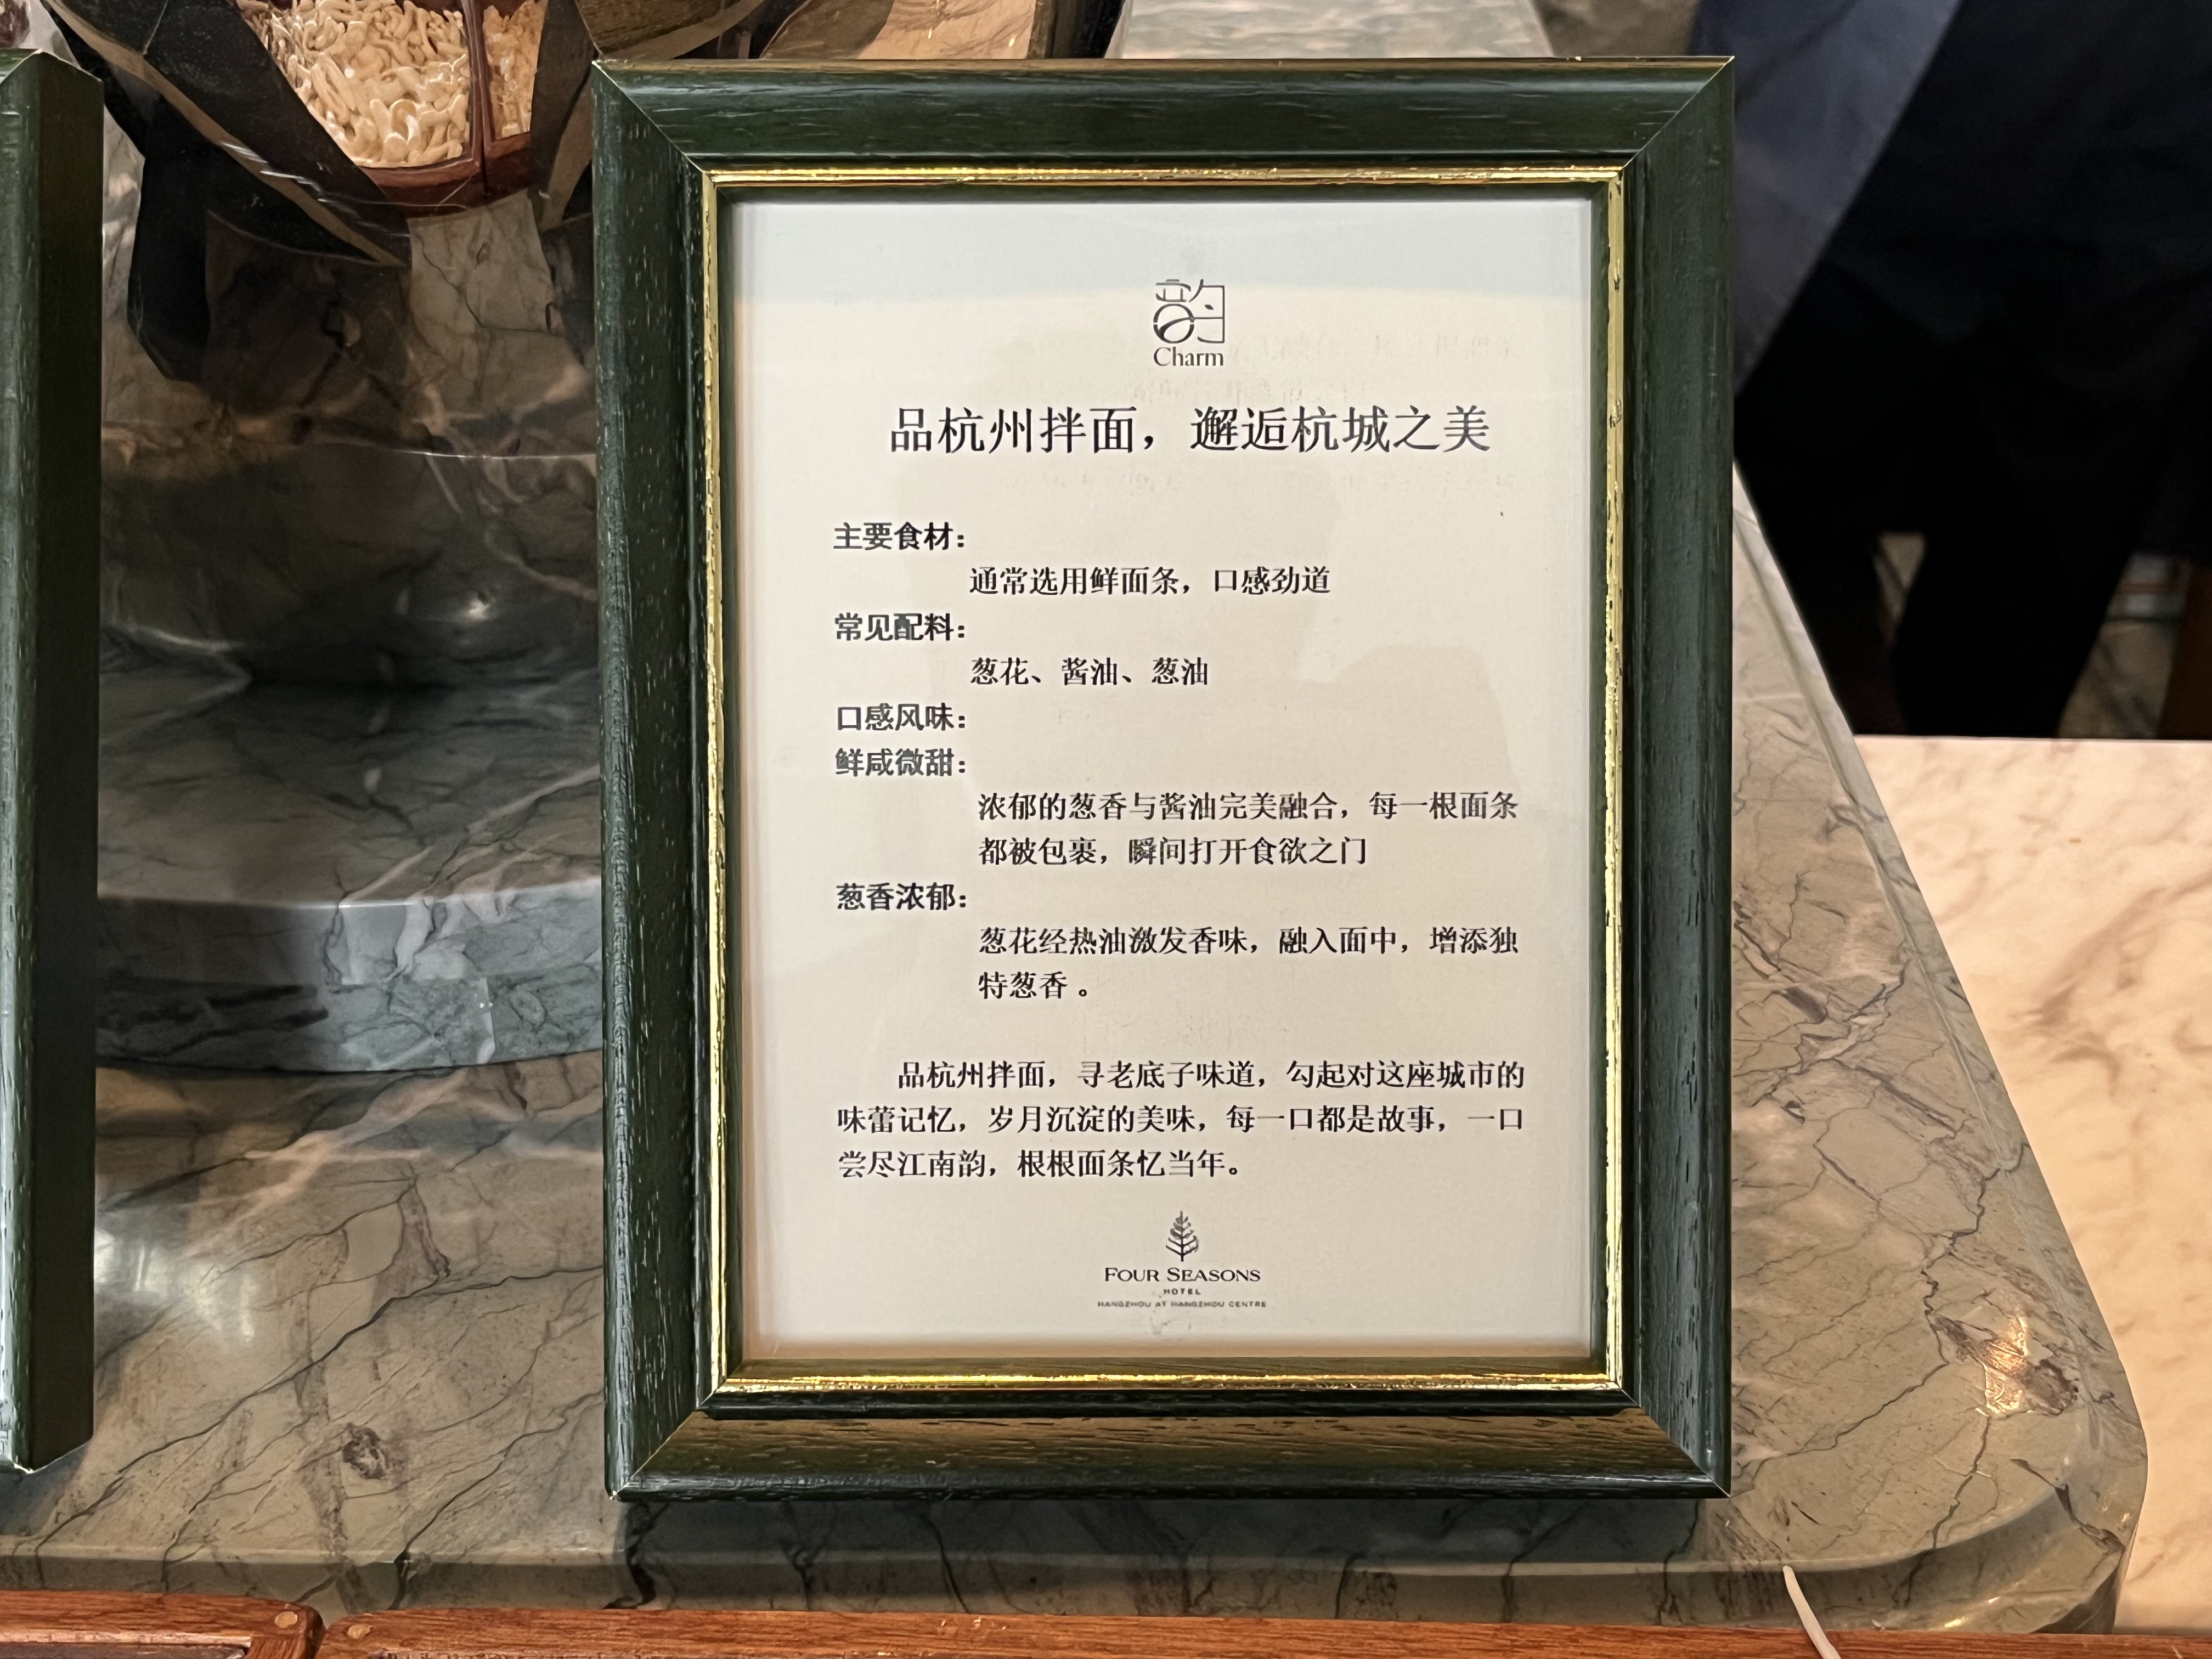 韵
Charm
品杭州拌面，邂逅杭城之美
主要食材：
通常选用鲜面条，口感劲道
常见配料：
葱花、酱油、葱油
口感风味：
鲜咸微甜：
浓郁的葱香与酱油完美融合，每一根面条
都被包裹，瞬间打开食欲之门
葱香浓郁：
葱花经热油激发香味，融入面中，增添独
特葱香 。
品杭州拌面，寻老底子味道，勾起对这座城市的
味蕾记忆，岁月沉淀的美味，每一口都是故事，一口
尝尽江南韵，根根面条忆当年。
FOUR SEASONS
HOTEL
HANGZHOU AT HANGZHOU CENTRE